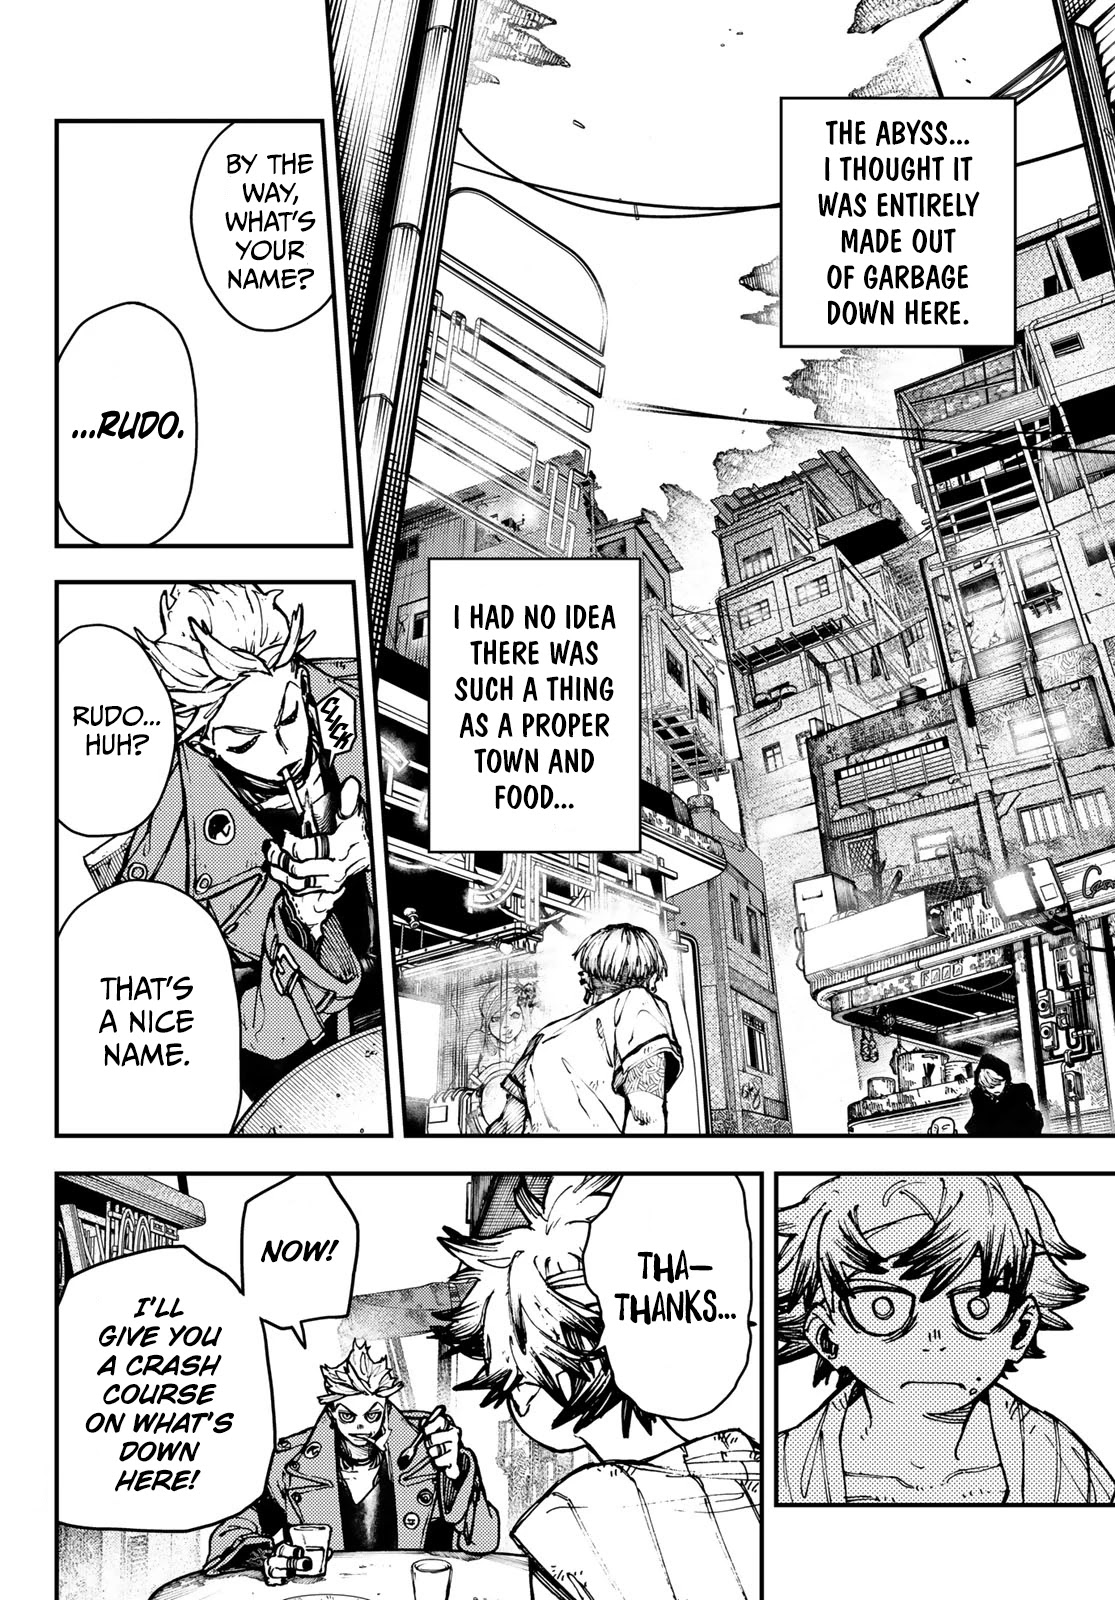 THE ABYSS...
I THOUGHT IT
WAS ENTIRELY
MADE OUT
OF GARBAGE
DOWN HERE.
I HAD NO IDEA
THERE WAS
SUCH A THING
AS A PROPER
TOWN AND
FOOD...
BY THE
WAY,
WHAT'S
YOUR
NAME?
...RUDO.
RUDO...
HUH?
CLICK
THAT'S
A NICE
NAME.
THA-
THANKS...
NOW!
I'LL
GIVE YOU
A CRASH
COURSE
ON WHAT'S
DOWN
HERE!